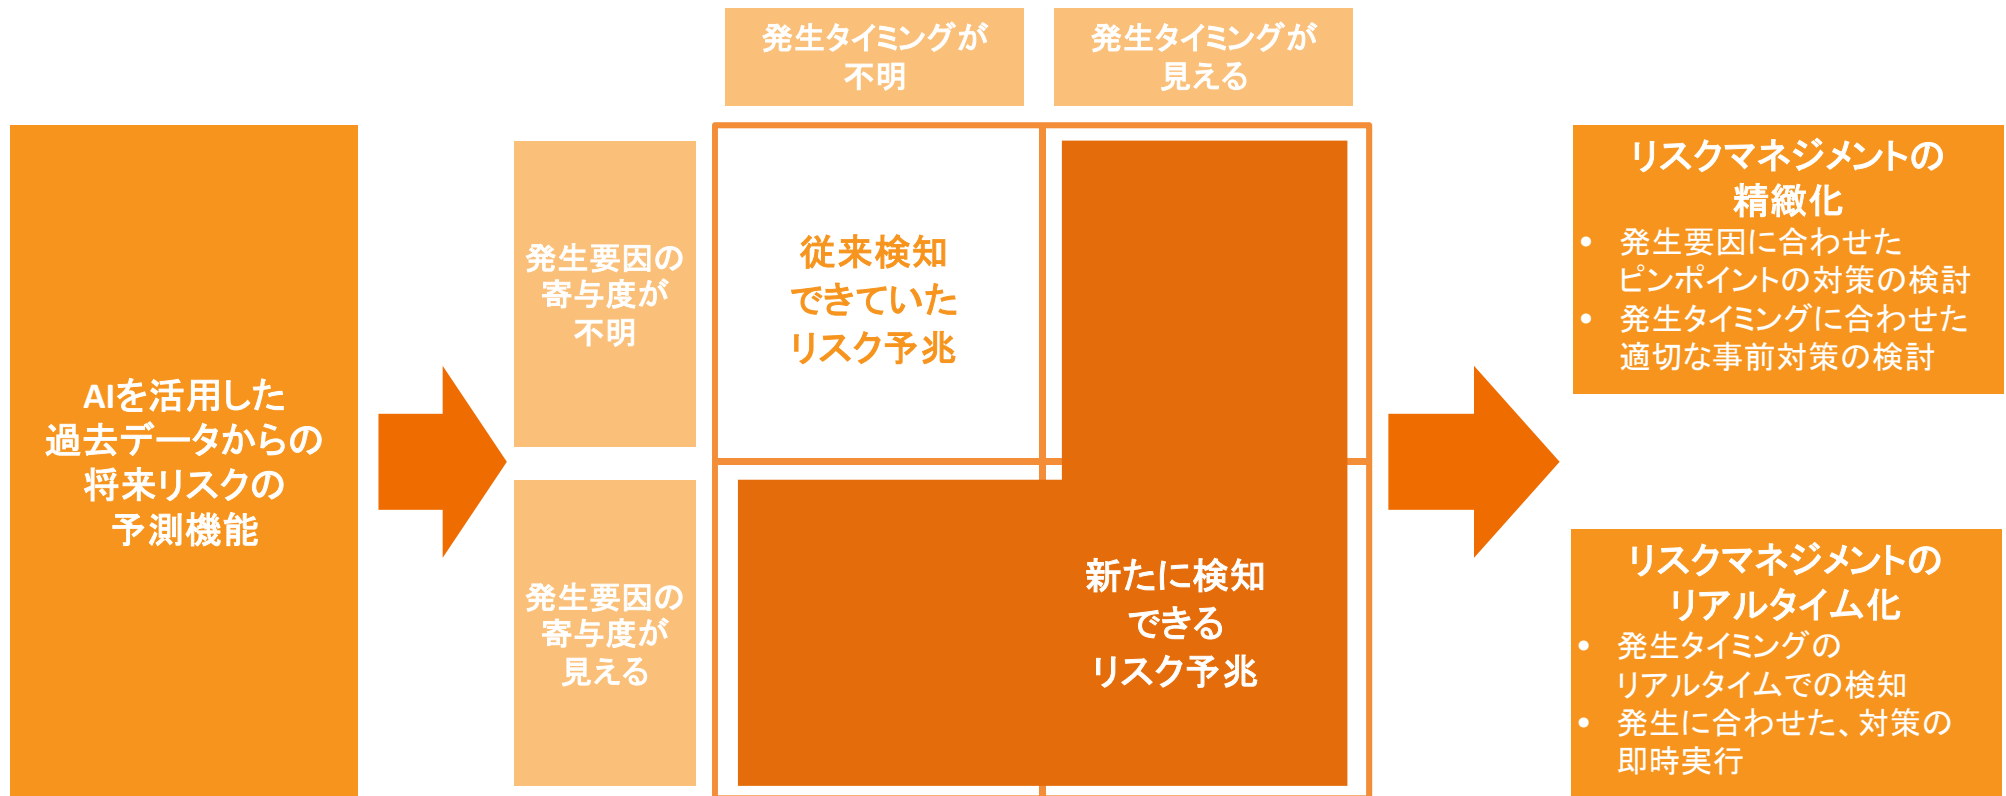 発生タイミングが
不明
発生タイミングが
見える
AIを活用した
過去データからの
将来リスクの
予測機能
発生要因の
寄与度が
不明
従来検知
できていた
リスク予兆
発生要因の
寄与度が
見える
新たに検知
できる
リスク予兆
リスクマネジメントの
精緻化
• 発生要因に合わせた
ピンポイントの対策の検討
• 発生タイミングに合わせた
適切な事前対策の検討
リスクマネジメントの
リアルタイム化
• 発生タイミングの
リアルタイムでの検知
• 発生に合わせた、対策の
即時実行